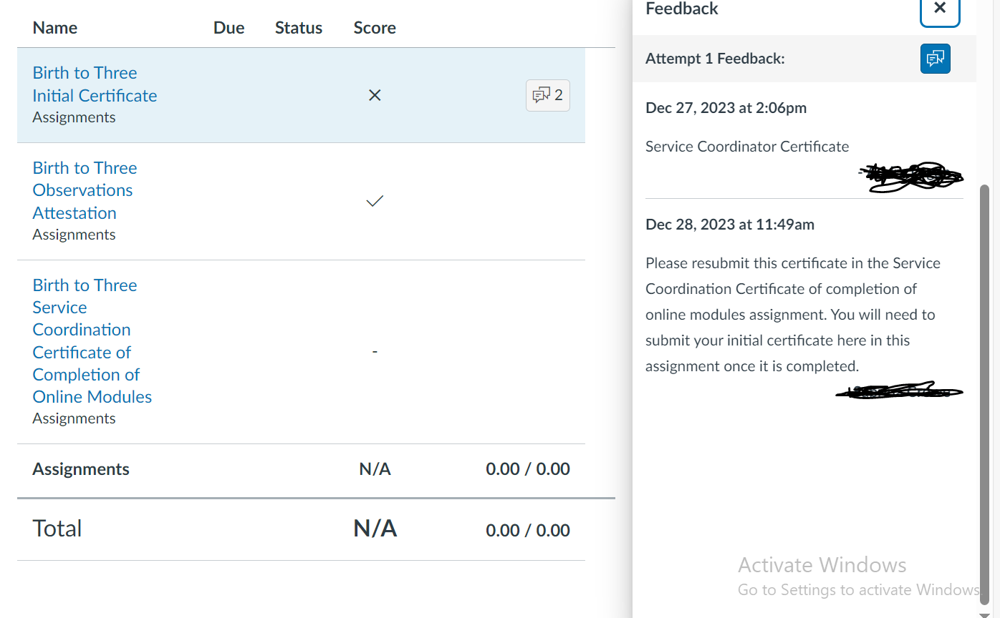 Name Due Status Score
Birth to Three
Initial Certificate
Assignments
2
Birth to Three
Observations
Attestation
Assignments
Birth to Three
Service
Coordination
Certificate of
Completion of
Online Modules
Assignments
-
Assignments N/A 0.00 / 0.00
Total N/A 0.00 / 0.00
Feedback
Attempt 1 Feedback:
Dec 27, 2023 at 2:06pm
Service Coordinator Certificate
Dec 28, 2023 at 11:49am
Please resubmit this certificate in the Service
Coordination Certificate of completion of
online modules assignment. You will need to
submit your initial certificate here in this
assignment once it is completed.
Activate Windows
Go to Settings to activate Windows